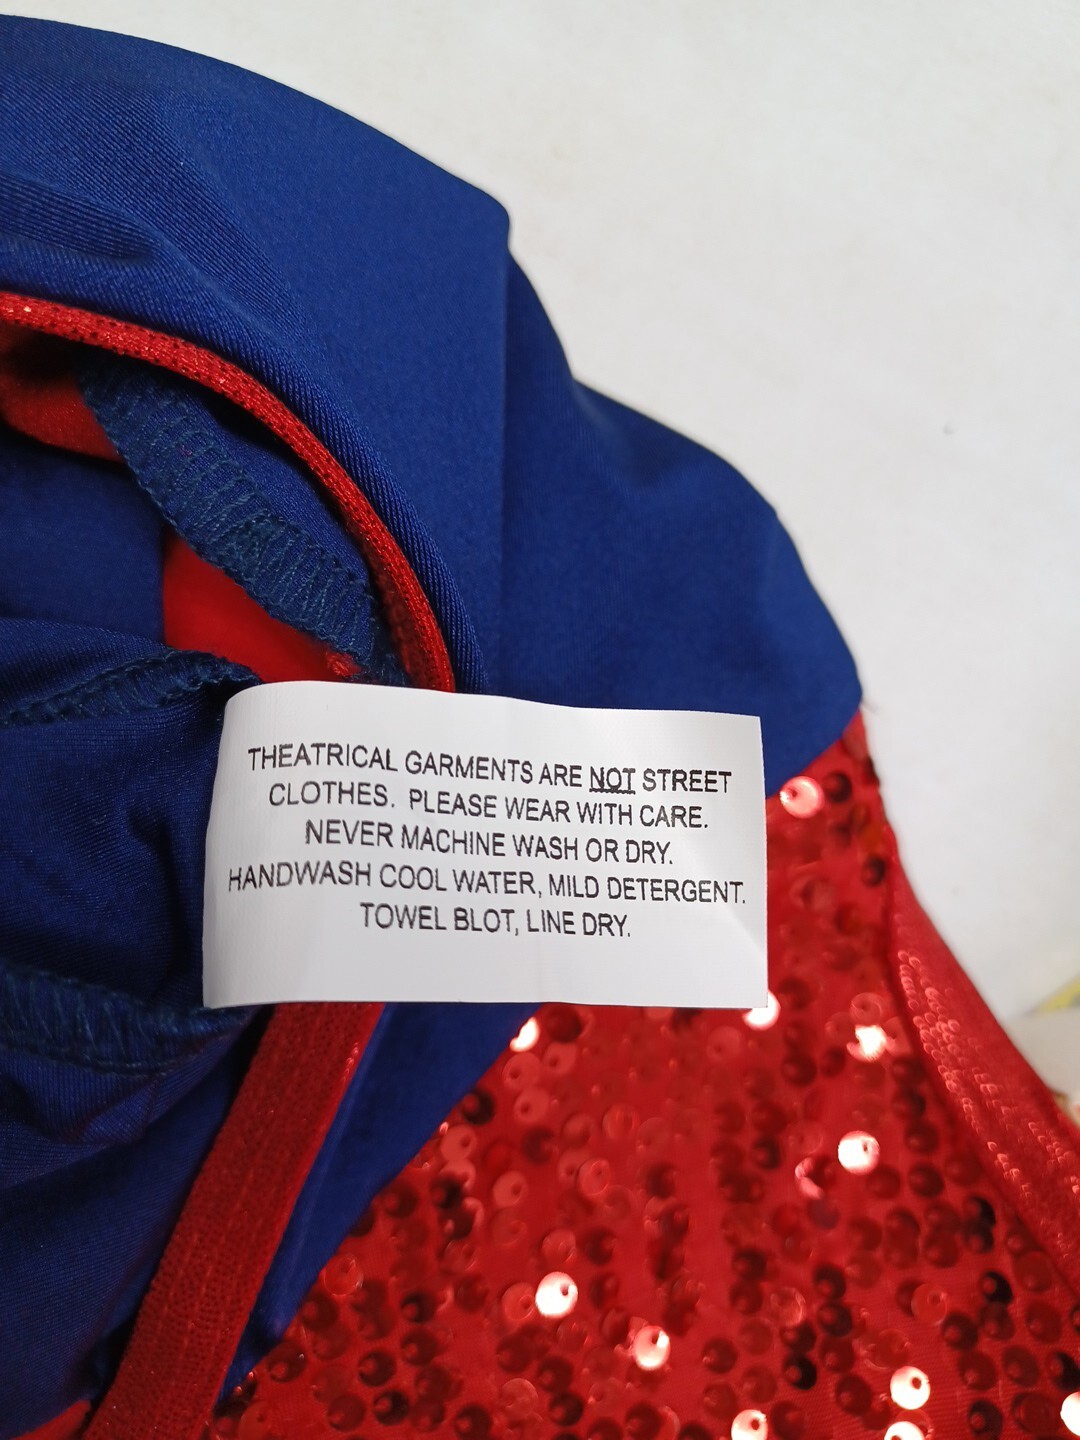 THEATRICAL GARMENTS ARE NOT STREET
CLOTHES. PLEASE WEAR WITH CARE.
NEVER MACHINE WASH OR DRY.
HANDWASH COOL WATER, MILD DETERGENT.
TOWEL BLOT, LINE DRY.